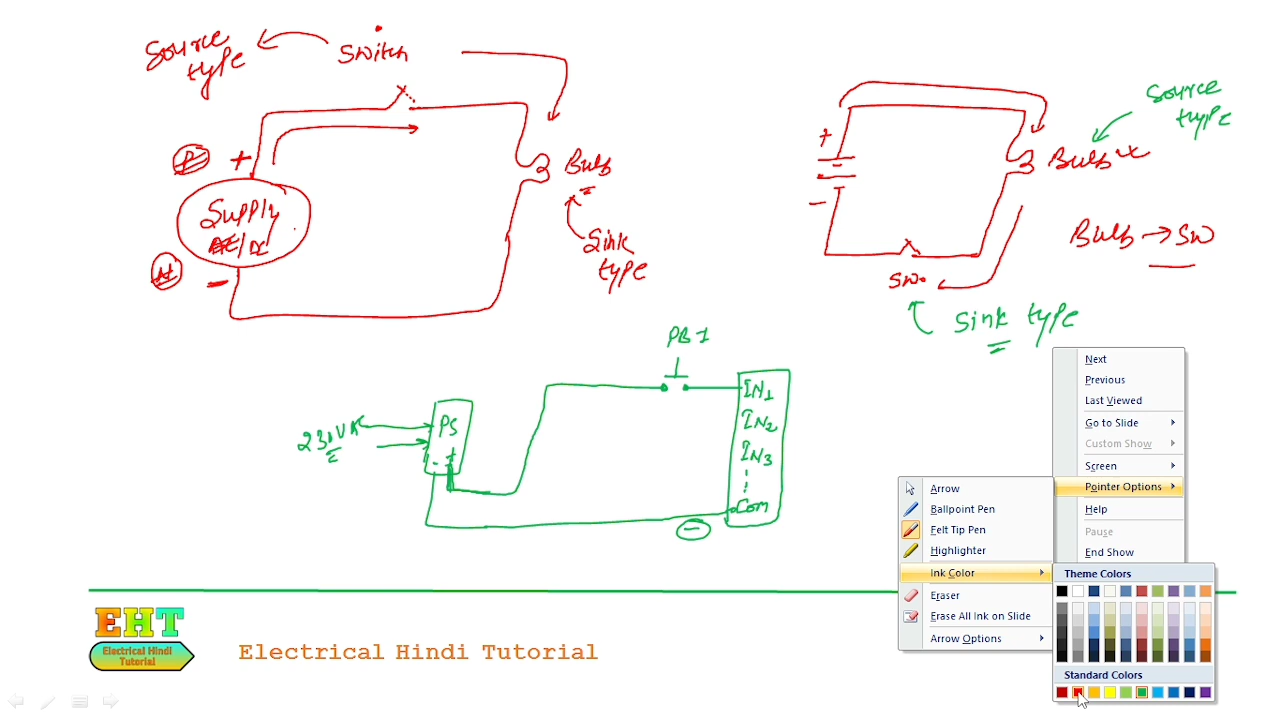 Source
type
Switch
P
+
Supply
AC/DC
N
-
Bulb
Sink
type
+
-
Bulb
Source
type
Bulb → SW
SW
Sink type
PB1
230VAC
PS
- +
IN1
IN2
IN3
Com
-
Next
Previous
Last Viewed
Go to Slide
Custom Show
Screen
Pointer Options
Help
Pause
End Show
Arrow
Ballpoint Pen
Felt Tip Pen
Highlighter
Ink Color
Eraser
Erase All Ink on Slide
Arrow Options
Theme Colors
Standard Colors
EHT
Electrical Hindi
Tutorial
Electrical Hindi Tutorial